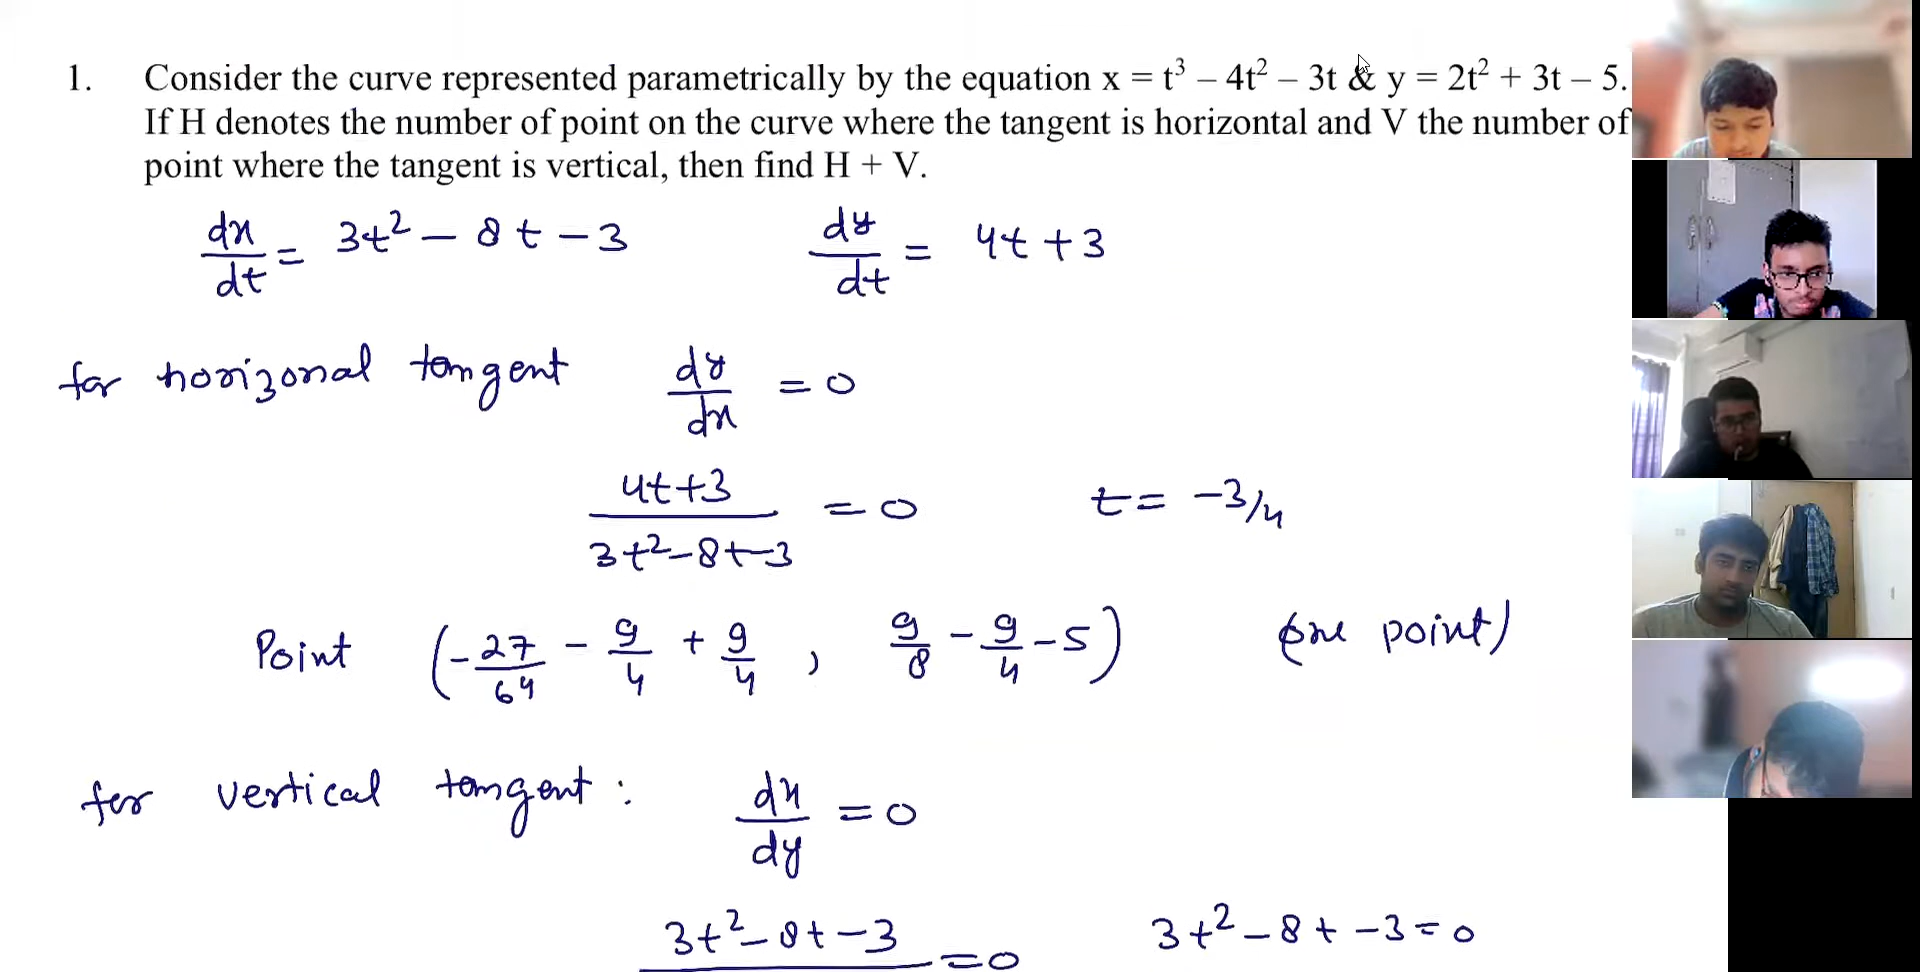 1. Consider the curve represented parametrically by the equation x = t³ – 4t² – 3t & y = 2t² + 3t – 5.
If H denotes the number of point on the curve where the tangent is horizontal and V the number of
point where the tangent is vertical, then find H + V.
dx/dt = 3t² – 8t – 3    dy/dt = 4t + 3
for horizonal tangent    dy/dx = 0
(4t+3)/(3t²–8t–3) = 0    t = –3/4
Point (–27/64 – 9/4 + 9/4 , 9/8 – 9/4 – 5)    (one point)
for vertical tangent :    dx/dy = 0
3t² – 8t – 3 = 0    3t² – 8t – 3 = 0